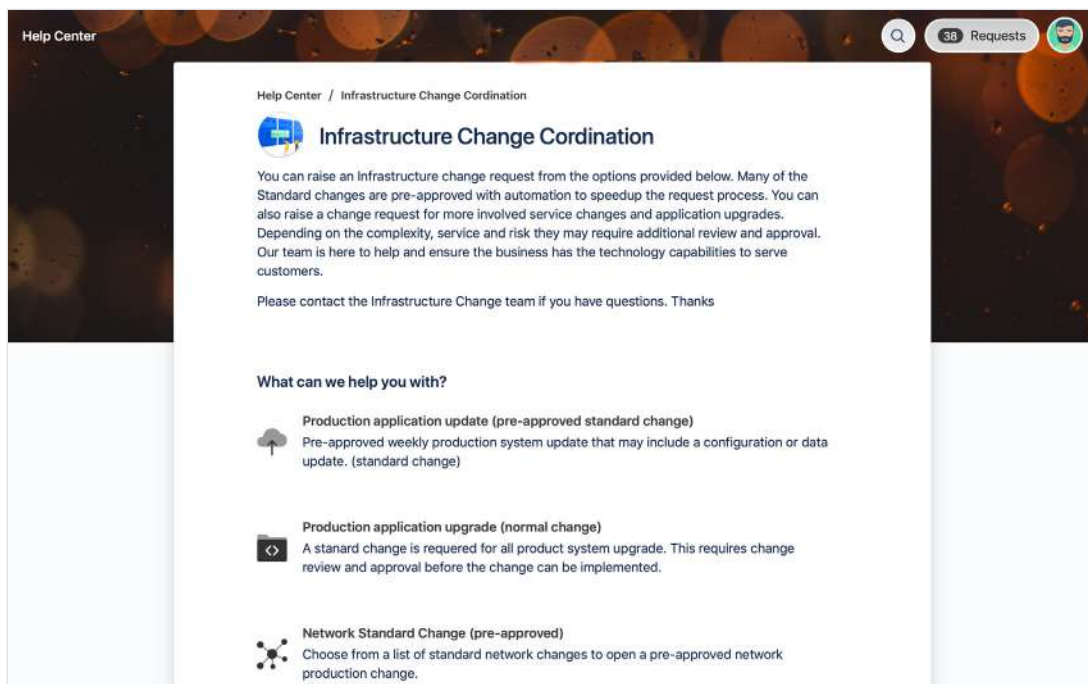 Help Center
38 Requests
Help Center / Infrastructure Change Cordination
Infrastructure Change Cordination
You can raise an Infrastructure change request from the options provided below. Many of the
Standard changes are pre-approved with automation to speedup the request process. You can
also raise a change request for more involved service changes and application upgrades.
Depending on the complexity, service and risk they may require additional review and approval.
Our team is here to help and ensure the business has the technology capabilities to serve
customers.
Please contact the Infrastructure Change team if you have questions. Thanks
What can we help you with?
Production application update (pre-approved standard change)
Pre-approved weekly production system update that may include a configuration or data
update. (standard change)
Production application upgrade (normal change)
A stanard change is requered for all product system upgrade. This requires change
review and approval before the change can be implemented.
Network Standard Change (pre-approved)
Choose from a list of standard network changes to open a pre-approved network
production change.